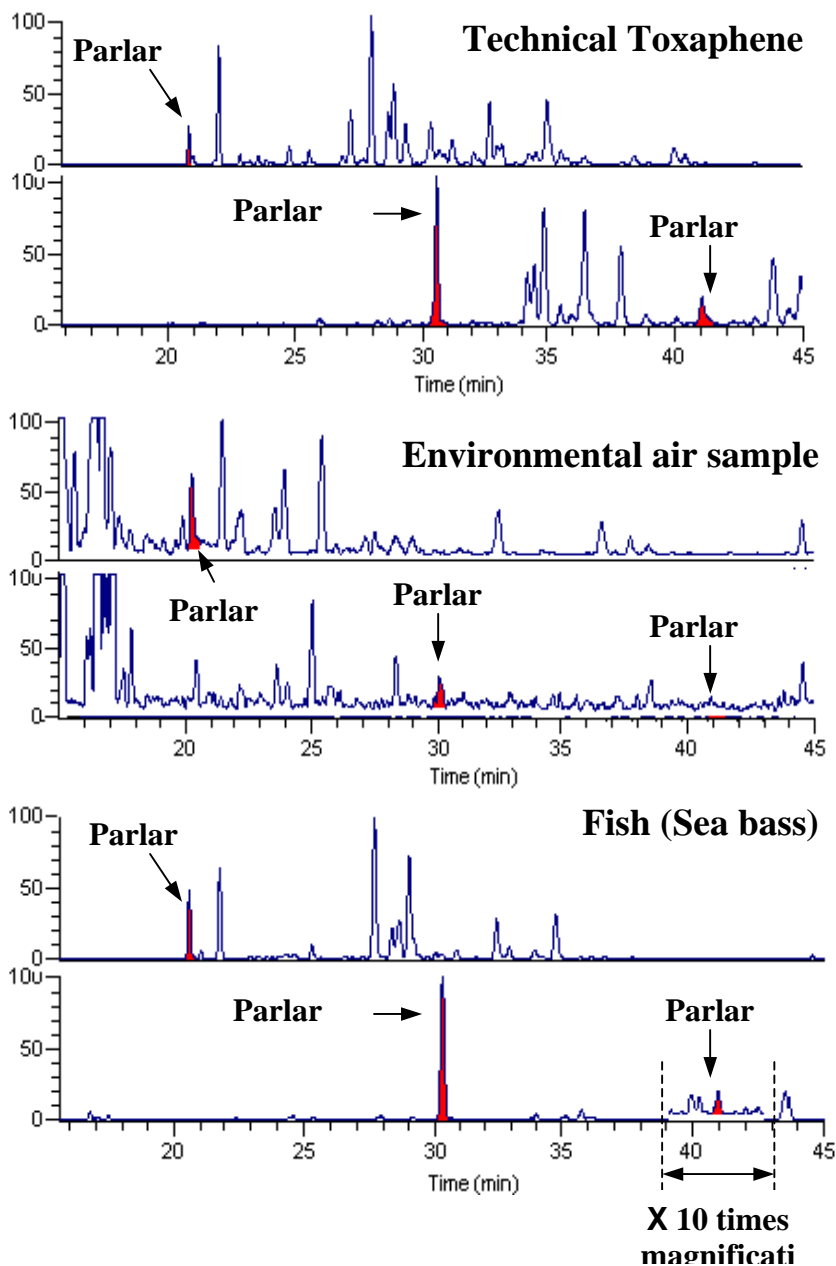 Technical Toxaphene
Parlar
100
50
0
Parlar
Parlar
100
50
0
20 25 30 35 40 45
Time (min)
Environmental air sample
100
50
0
Parlar
Parlar
Parlar
100
50
0
20 25 30 35 40 45
Time (min)
Fish (Sea bass)
Parlar
100
50
0
Parlar
Parlar
100
50
0
20 25 30 35 40 45
Time (min)
X 10 times
magnificati